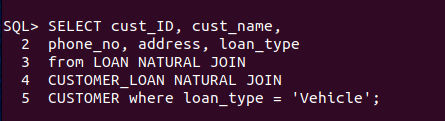 SQL> SELECT cust_ID, cust_name,
2 phone_no, address, loan_type
3 from LOAN NATURAL JOIN
4 CUSTOMER_LOAN NATURAL JOIN
5 CUSTOMER where loan_type = 'Vehicle';